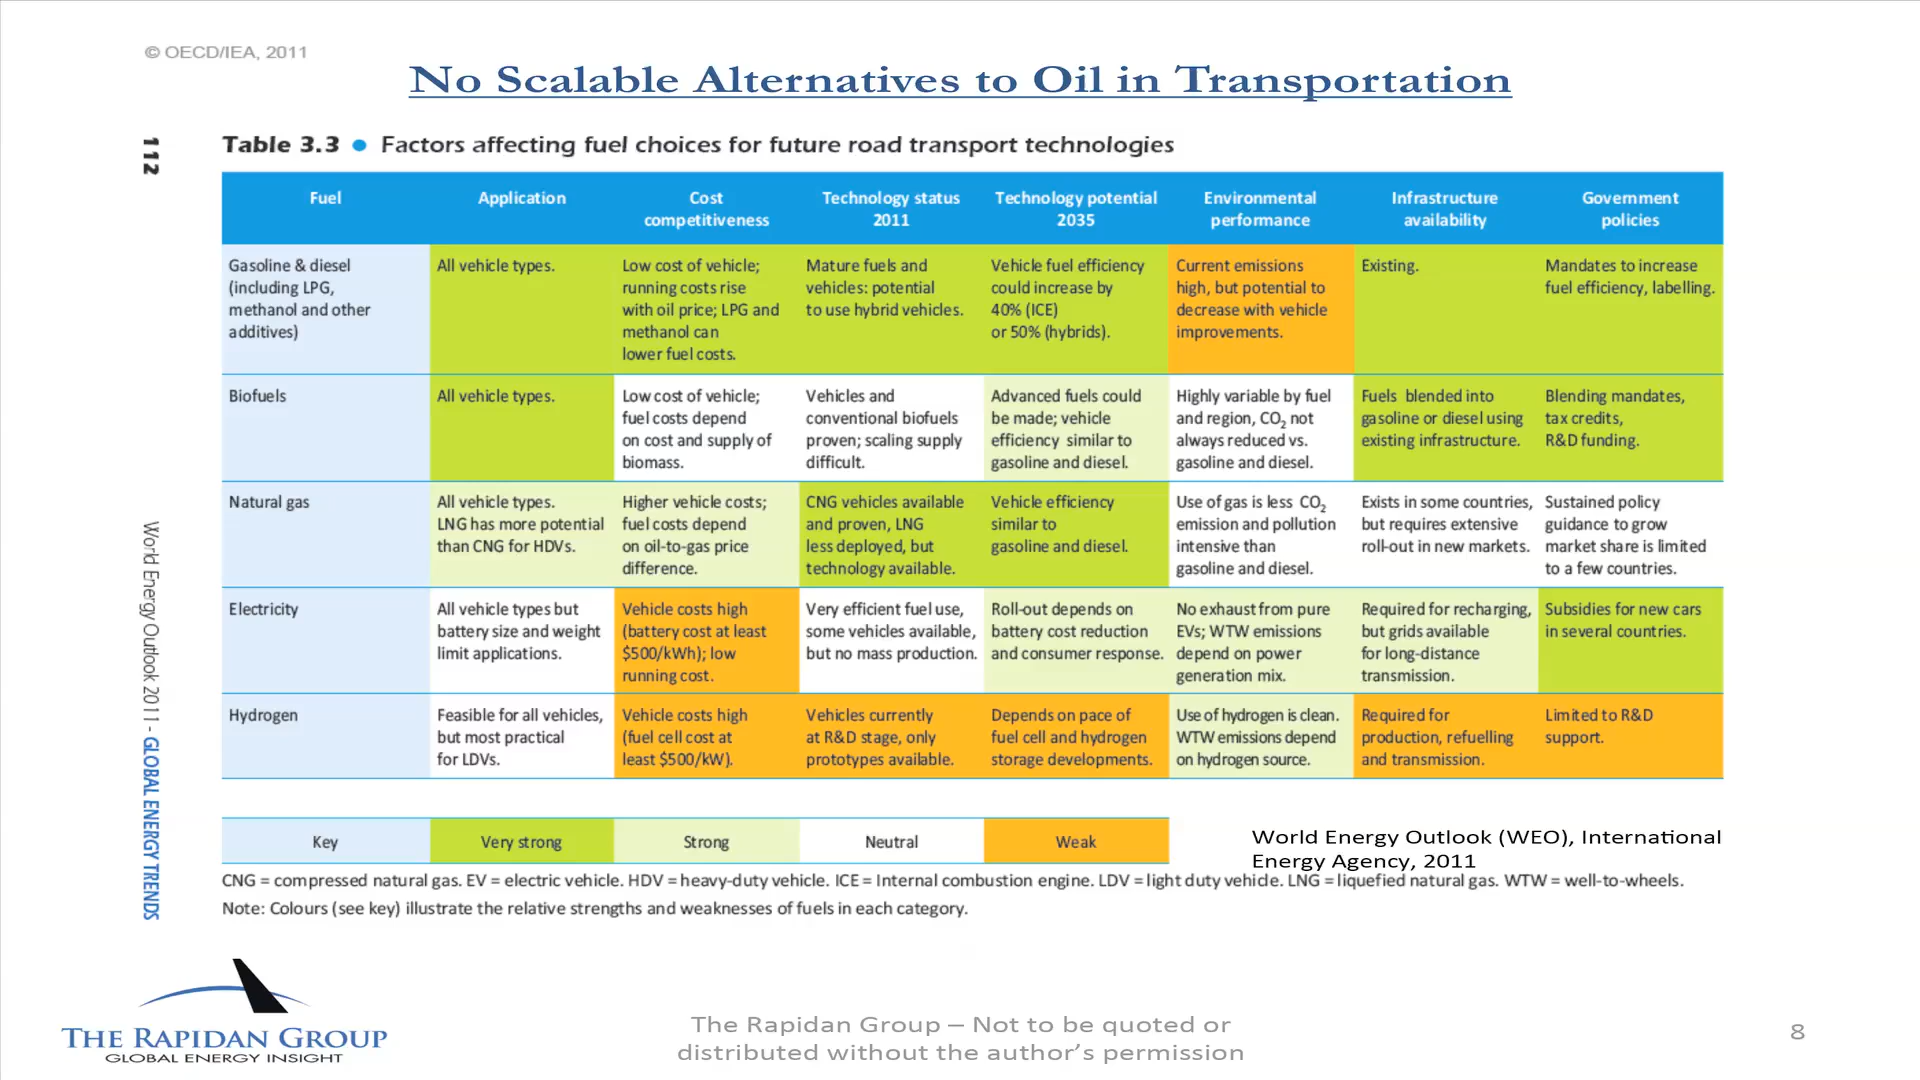 © OECD/IEA, 2011
No Scalable Alternatives to Oil in Transportation
112
World Energy Outlook 2011 - GLOBAL ENERGY TRENDS
Table 3.3 • Factors affecting fuel choices for future road transport technologies
Fuel
Application
Cost
competitiveness
Technology status
2011
Technology potential
2035
Environmental
performance
Infrastructure
availability
Government
policies
Gasoline & diesel
(including LPG,
methanol and other
additives)
All vehicle types.
Low cost of vehicle;
running costs rise
with oil price; LPG and
methanol can
lower fuel costs.
Mature fuels and
vehicles: potential
to use hybrid vehicles.
Vehicle fuel efficiency
could increase by
40% (ICE)
or 50% (hybrids).
Current emissions
high, but potential to
decrease with vehicle
improvements.
Existing.
Mandates to increase
fuel efficiency, labelling.
Biofuels
All vehicle types.
Low cost of vehicle;
fuel costs depend
on cost and supply of
biomass.
Vehicles and
conventional biofuels
proven; scaling supply
difficult.
Advanced fuels could
be made; vehicle
efficiency similar to
gasoline and diesel.
Highly variable by fuel
and region, CO2 not
always reduced vs.
gasoline and diesel.
Fuels blended into
gasoline or diesel using
existing infrastructure.
Blending mandates,
tax credits,
R&D funding.
Natural gas
All vehicle types.
LNG has more potential
than CNG for HDVs.
Higher vehicle costs;
fuel costs depend
on oil-to-gas price
difference.
CNG vehicles available
and proven, LNG
less deployed, but
technology available.
Vehicle efficiency
similar to
gasoline and diesel.
Use of gas is less CO2
emission and pollution
intensive than
gasoline and diesel.
Exists in some countries,
but requires extensive
roll-out in new markets.
Sustained policy
guidance to grow
market share is limited
to a few countries.
Electricity
All vehicle types but
battery size and weight
limit applications.
Vehicle costs high
(battery cost at least
$500/kWh); low
running cost.
Very efficient fuel use,
some vehicles available,
but no mass production.
Roll-out depends on
battery cost reduction
and consumer response.
No exhaust from pure
EVs; WTW emissions
depend on power
generation mix.
Required for recharging,
but grids available
for long-distance
transmission.
Subsidies for new cars
in several countries.
Hydrogen
Feasible for all vehicles,
but most practical
for LDVs.
Vehicle costs high
(fuel cell cost at
least $500/kW).
Vehicles currently
at R&D stage, only
prototypes available.
Depends on pace of
fuel cell and hydrogen
storage developments.
Use of hydrogen is clean.
WTW emissions depend
on hydrogen source.
Required for
production, refuelling
and transmission.
Limited to R&D
support.
Key
Very strong
Strong
Neutral
Weak
World Energy Outlook (WEO), International
Energy Agency, 2011
CNG = compressed natural gas. EV = electric vehicle. HDV = heavy-duty vehicle. ICE = Internal combustion engine. LDV = light duty vehicle. LNG = liquefied natural gas. WTW = well-to-wheels.
Note: Colours (see key) illustrate the relative strengths and weaknesses of fuels in each category.
THE RAPIDAN GROUP
GLOBAL ENERGY INSIGHT
The Rapidan Group – Not to be quoted or
distributed without the author's permission
8